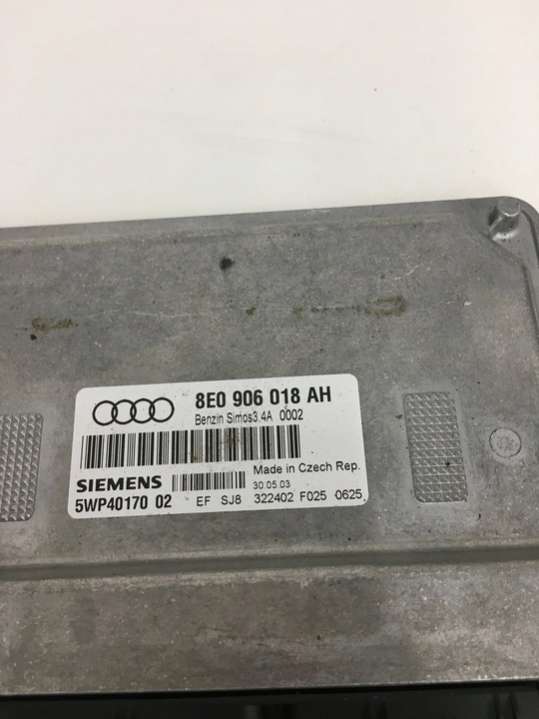 8E0 906 018 AH
Benzin Simos3.4A 0002
SIEMENS Made in Czech Rep.
30.05.03
5WP40170 02 EF SJ8 322402 F025 0625